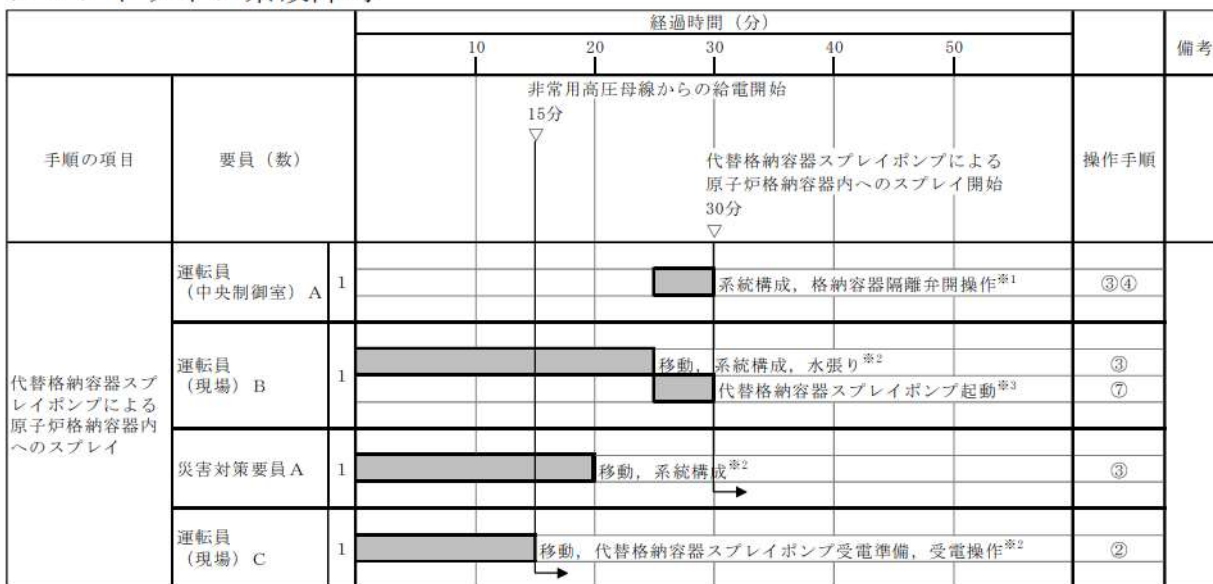 経過時間（分）
備考
10 20 30 40 50
手順の項目
要員（数）
操作手順
非常用高圧母線からの給電開始
15分
▽
代替格納容器スプレイポンプによる
原子炉格納容器内へのスプレイ開始
30分
▽
代替格納容器スプ
レイポンプによる
原子炉格納容器内
へのスプレイ
運転員
（中央制御室）A
1
系統構成，格納容器隔離弁開操作※1
③④
運転員
（現場）B
1
移動，系統構成，水張り※2
③
代替格納容器スプレイポンプ起動※3
⑦
災害対策要員A
1
移動，系統構成※2
③
運転員
（現場）C
1
移動，代替格納容器スプレイポンプ受電準備，受電操作※2
②